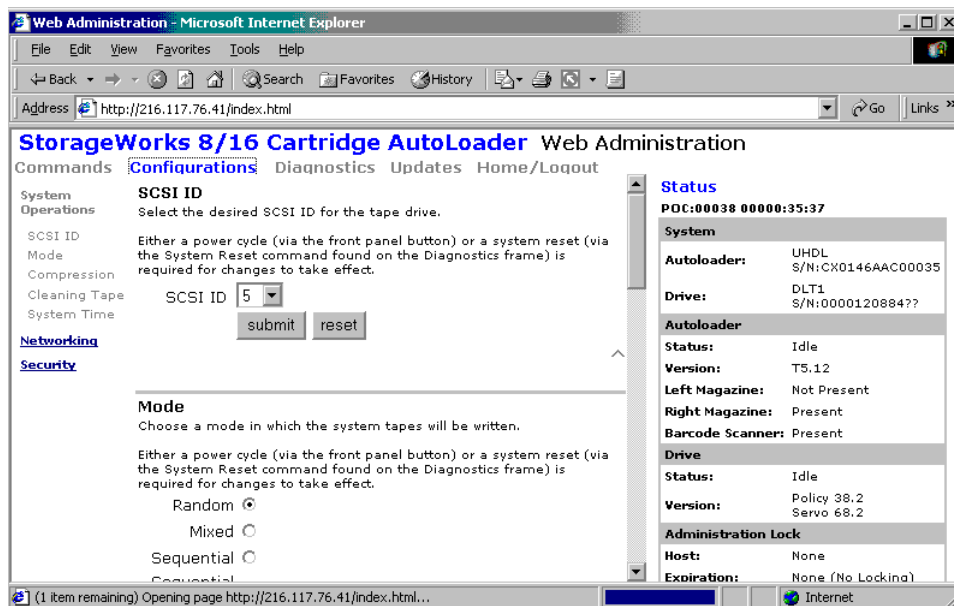 Web Administration - Microsoft Internet Explorer
File Edit View Favorites Tools Help
Back Search Favorites History
Address http://216.117.76.41/index.html Go Links »
StorageWorks 8/16 Cartridge AutoLoader Web Administration
Commands Configurations Diagnostics Updates Home/Logout
System
Operations
SCSI ID
Mode
Compression
Cleaning Tape
System Time
Networking
Security
SCSI ID
Select the desired SCSI ID for the tape drive.
Either a power cycle (via the front panel button) or a system reset (via
the System Reset command found on the Diagnostics frame) is
required for changes to take effect.
SCSI ID 5
submit reset
Mode
Choose a mode in which the system tapes will be written.
Either a power cycle (via the front panel button) or a system reset (via
the System Reset command found on the Diagnostics frame) is
required for changes to take effect.
Random
Mixed
Sequential
Sequential
Status
POC:00038 00000:35:37
System
Autoloader: UHDL
S/N:CX0146AAC00035
Drive: DLT1
S/N:0000120884??
Autoloader
Status: Idle
Version: T5.12
Left Magazine: Not Present
Right Magazine: Present
Barcode Scanner: Present
Drive
Status: Idle
Version: Policy 38.2
Servo 68.2
Administration Lock
Host: None
Expiration: None (No Locking)
(1 item remaining) Opening page http://216.117.76.41/index.html... Internet